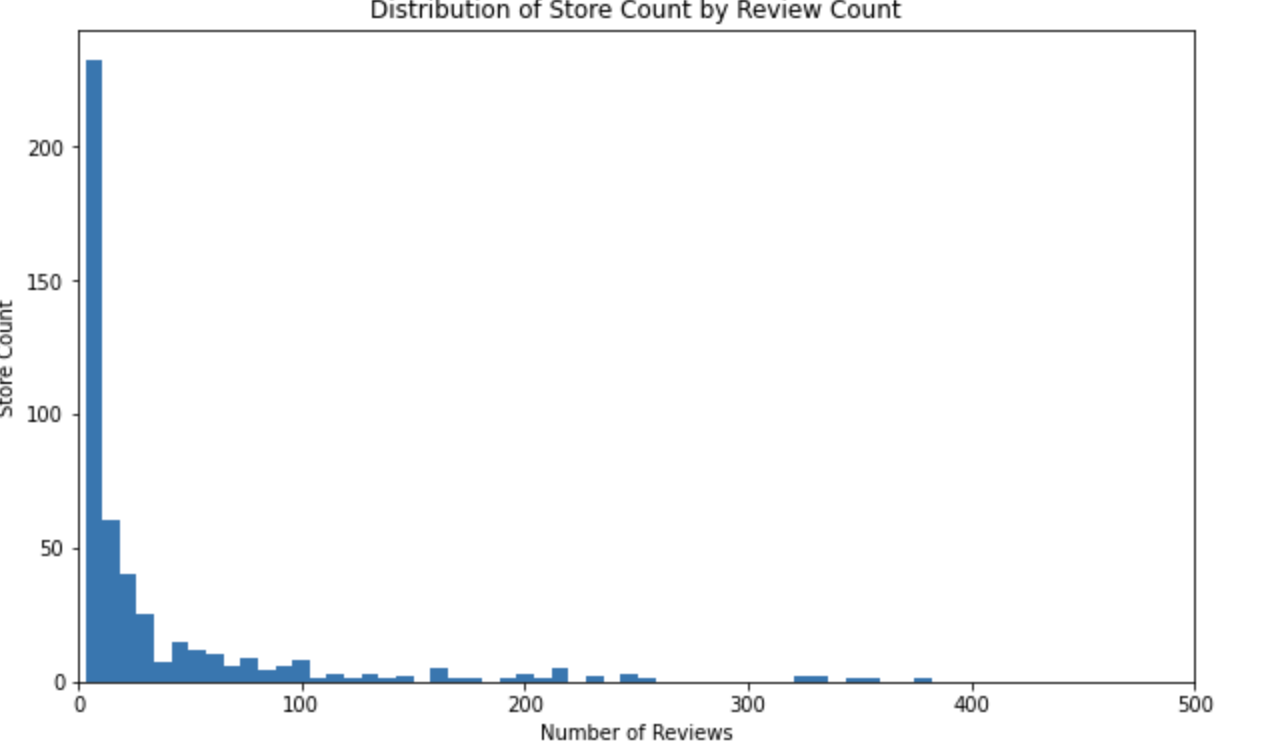 Distribution of Store Count by Review Count
200
150
100
50
0
Store Count
0 100 200 300 400 500
Number of Reviews